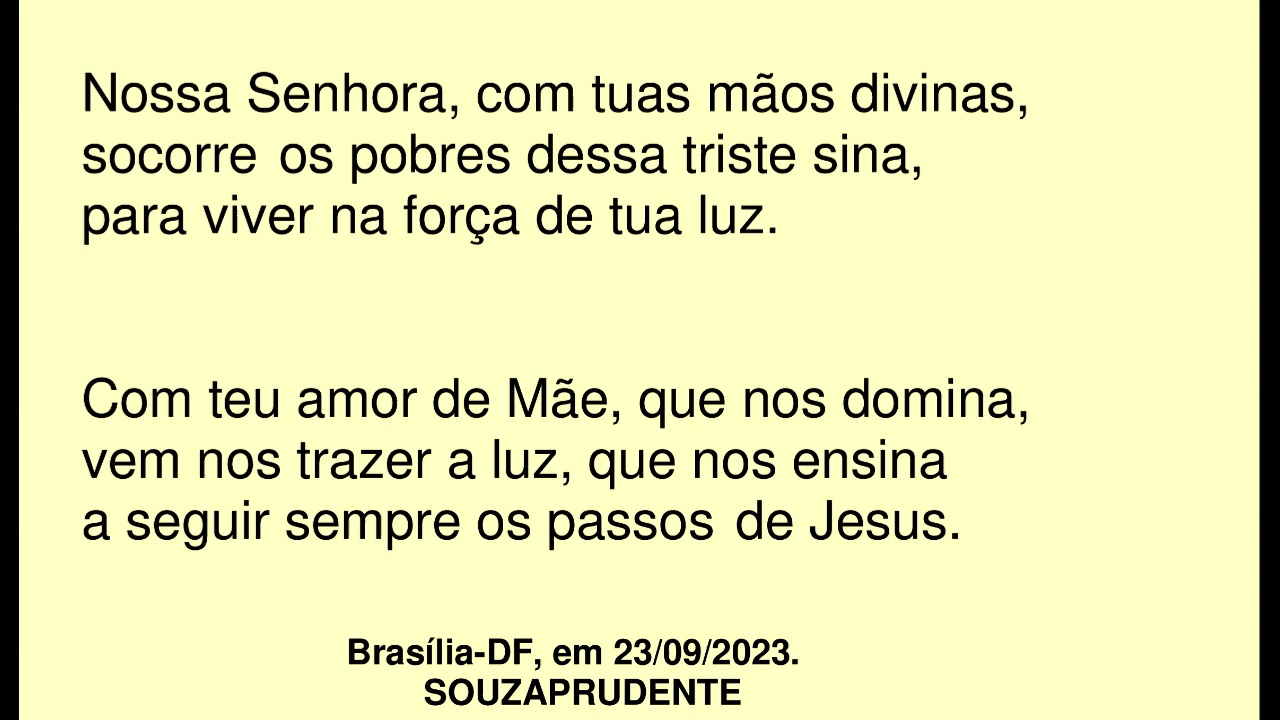 Nossa Senhora, com tuas mãos divinas,
socorre os pobres dessa triste sina,
para viver na força de tua luz.
Com teu amor de Mãe, que nos domina,
vem nos trazer a luz, que nos ensina
a seguir sempre os passos de Jesus.
Brasília-DF, em 23/09/2023.
SOUZAPRUDENTE